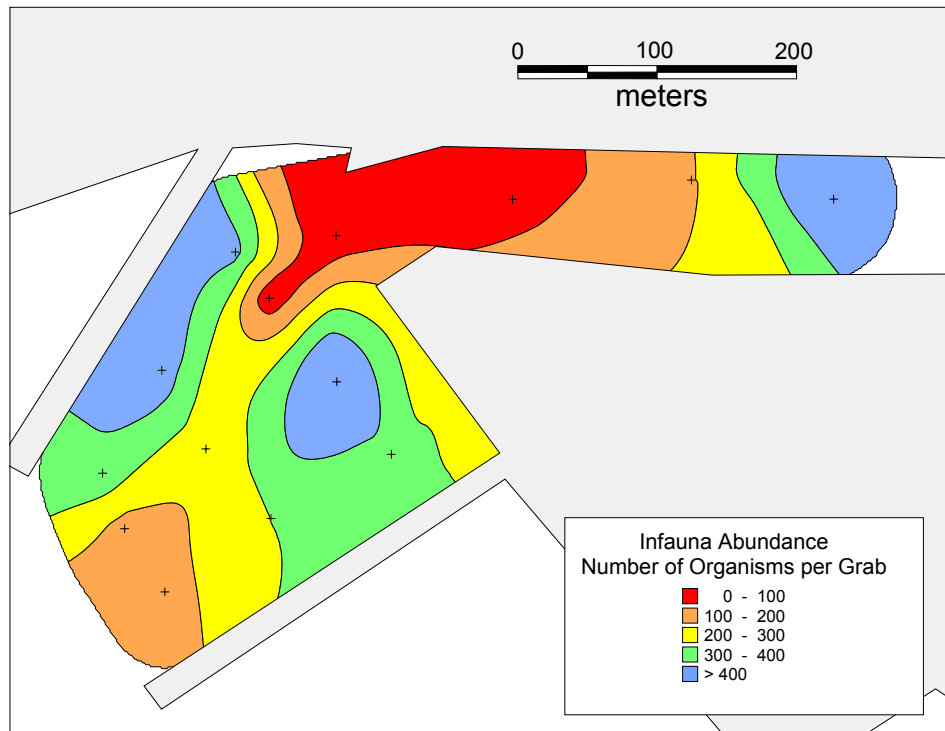 0 100 200
meters
Infauna Abundance
Number of Organisms per Grab
0 - 100
100 - 200
200 - 300
300 - 400
> 400